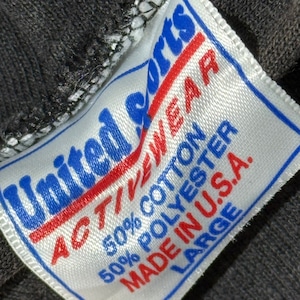 United Sports
ACTIVEWEAR
50% COTTON
50% POLYESTER
MADE IN U.S.A.
LARGE